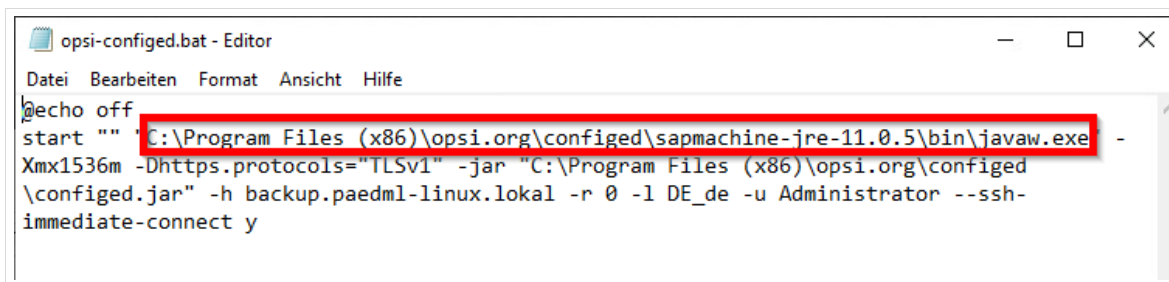 opsi-configed.bat - Editor
Datei Bearbeiten Format Ansicht Hilfe
@echo off
start "" "C:\Program Files (x86)\opsi.org\configed\sapmachine-jre-11.0.5\bin\javaw.exe" -
Xmx1536m -Dhttps.protocols="TLSv1" -jar "C:\Program Files (x86)\opsi.org\configed
\configed.jar" -h backup.paedml-linux.lokal -r 0 -l DE_de -u Administrator --ssh-
immediate-connect y